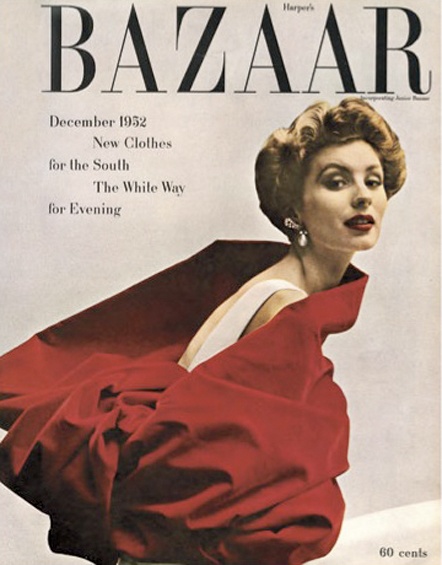 Harper's
BAZAAR
Incorporating Junior Bazaar
December 1952
New Clothes
for the South
The White Way
for Evening
60 cents